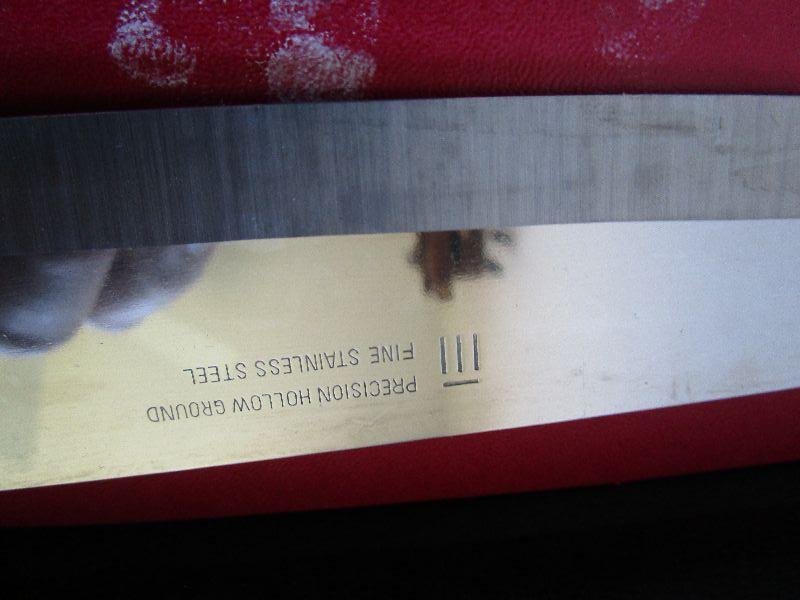 PRECISION HOLLOW GROUND
FINE STAINLESS STEEL